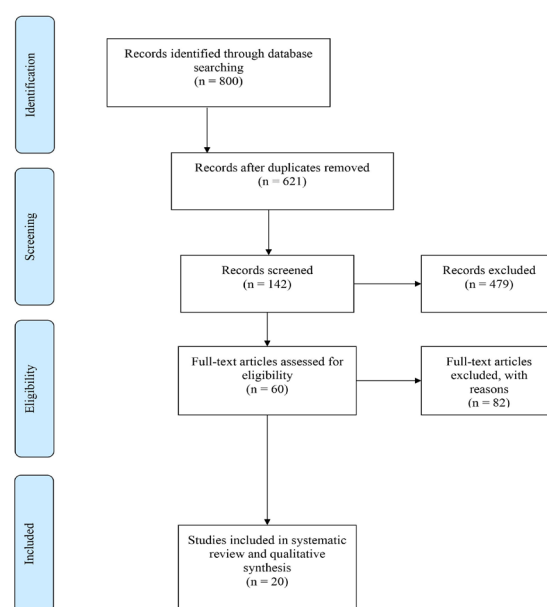 Identification
Records identified through database
searching
(n = 800)
Records after duplicates removed
(n = 621)
Screening
Records screened
(n = 142)
Records excluded
(n = 479)
Eligibility
Full-text articles assessed for
eligibility
(n = 60)
Full-text articles
excluded, with
reasons
(n = 82)
Included
Studies included in systematic
review and qualitative
synthesis
(n = 20)